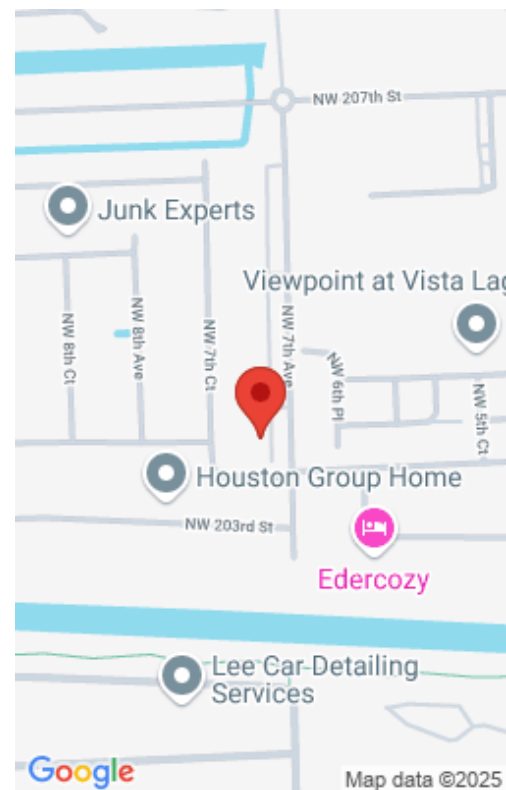 NW 207th St
Junk Experts
Viewpoint at Vista Lag
NW 8th Ct
NW 8th Ave
NW 7th Ct
NW 7th Ave
NW 6th Pl
NW 5th Ct
Houston Group Home
NW 203rd St
Edercozy
Lee Car Detailing
Services
Google
Map data ©2025